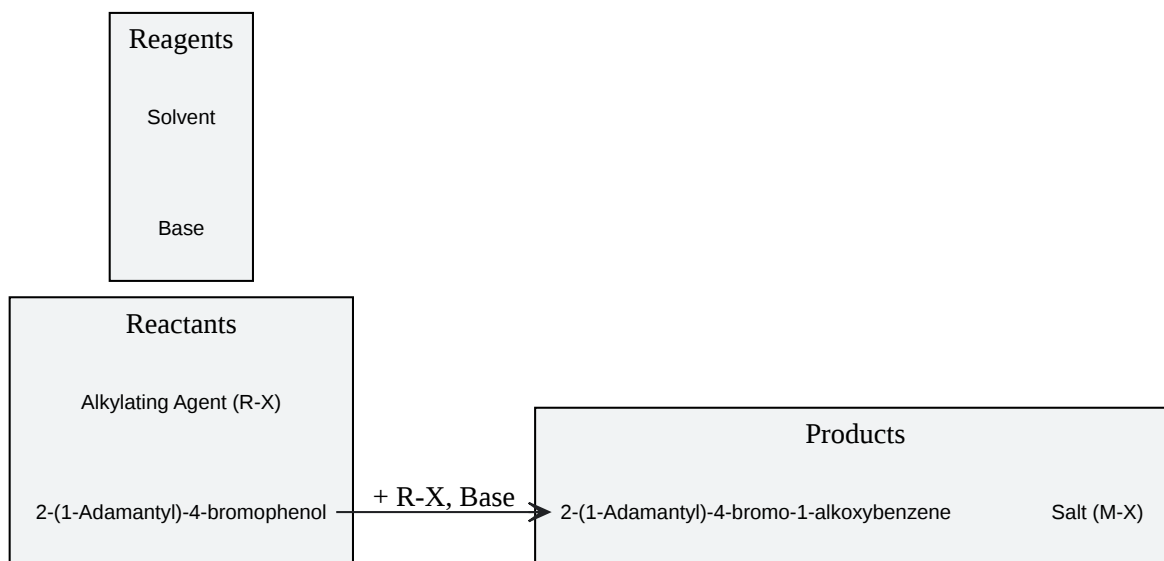 Reagents
Solvent
Base
Reactants
Alkylating Agent (R-X)
2-(1-Adamantyl)-4-bromophenol
+ R-X, Base
Products
2-(1-Adamantyl)-4-bromo-1-alkoxybenzene
Salt (M-X)